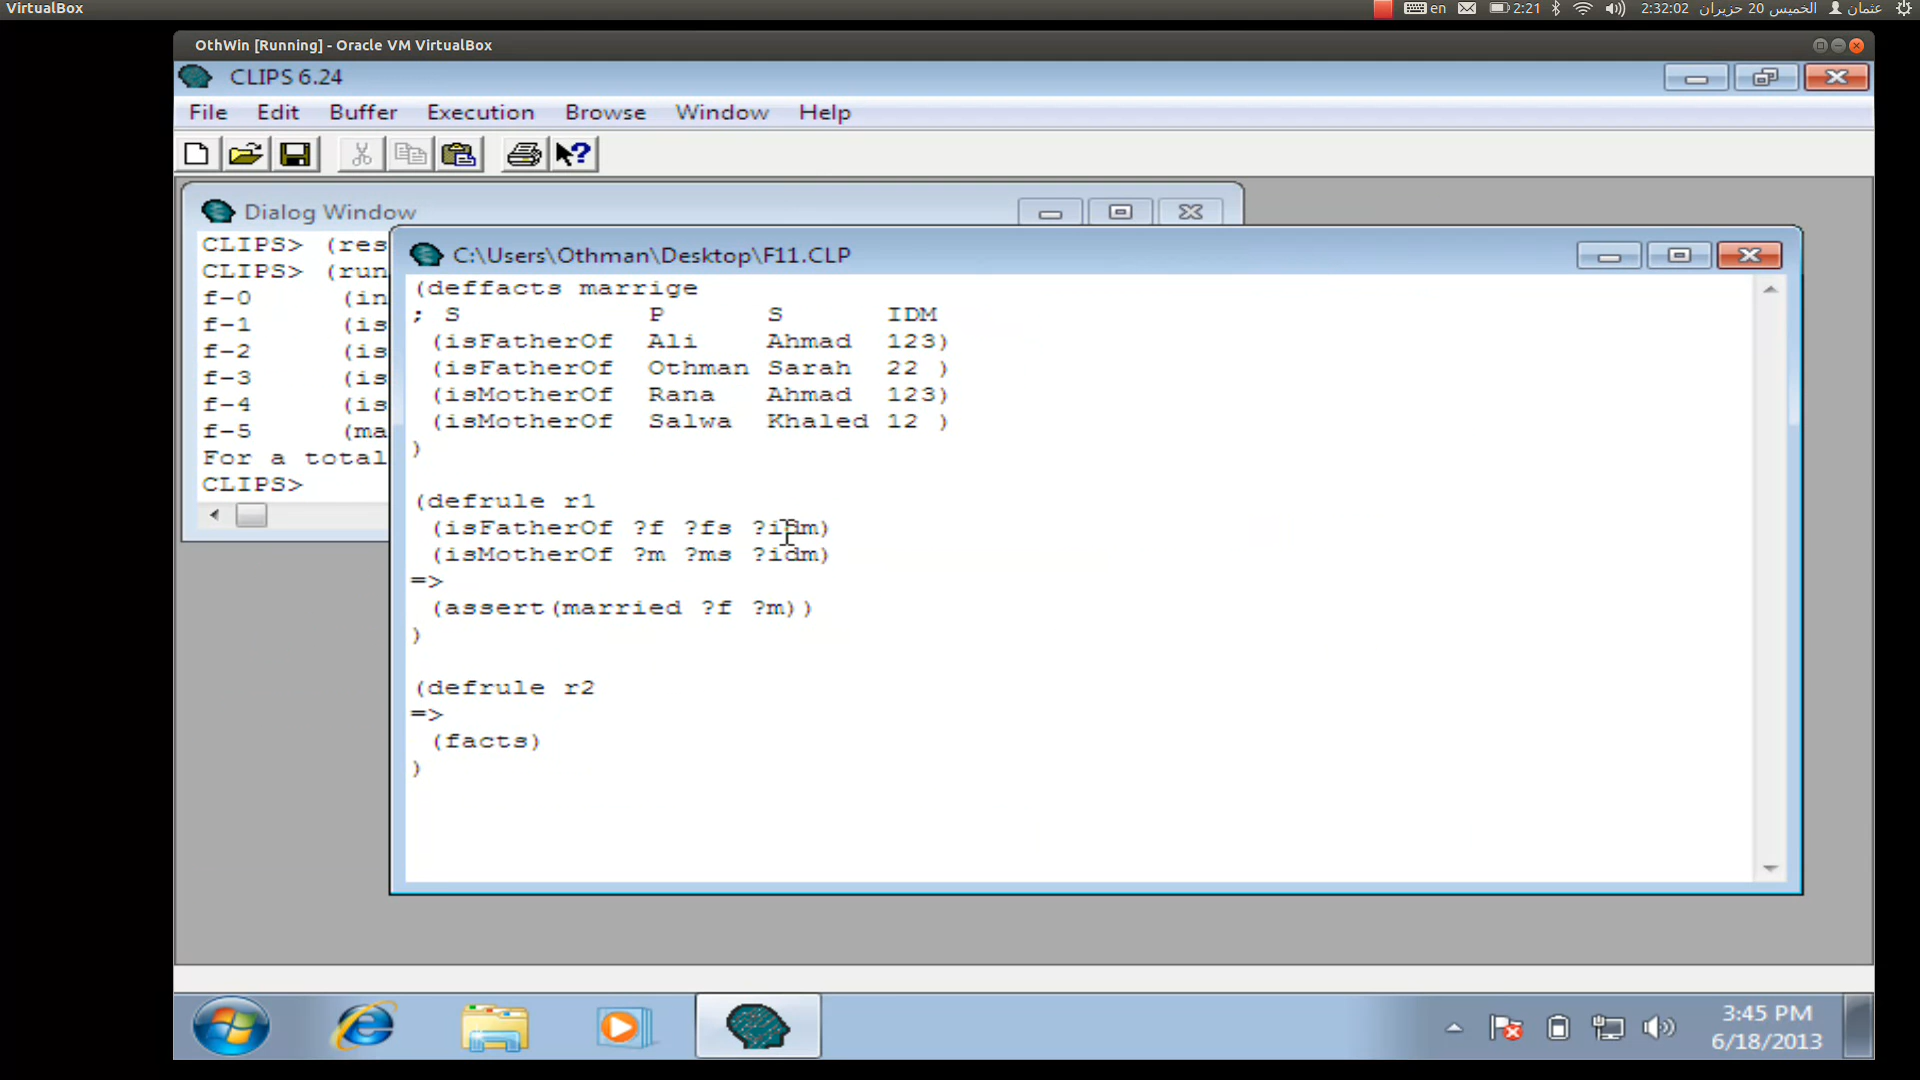 VirtualBox
en
2:21
2:32:02 الخميس 20 حزيران
عثمان
OthWin [Running] - Oracle VM VirtualBox
CLIPS 6.24
File Edit Buffer Execution Browse Window Help
Dialog Window
CLIPS> (res
CLIPS> (run
f-0 (in
f-1 (is
f-2 (is
f-3 (is
f-4 (is
f-5 (ma
For a total
CLIPS>
C:\Users\Othman\Desktop\F11.CLP
(deffacts marrige
; S P S IDM
(isFatherOf Ali Ahmad 123)
(isFatherOf Othman Sarah 22 )
(isMotherOf Rana Ahmad 123)
(isMotherOf Salwa Khaled 12 )
)
(defrule r1
(isFatherOf ?f ?fs ?idm)
(isMotherOf ?m ?ms ?idm)
=>
(assert(married ?f ?m))
)
(defrule r2
=>
(facts)
)
3:45 PM
6/18/2013